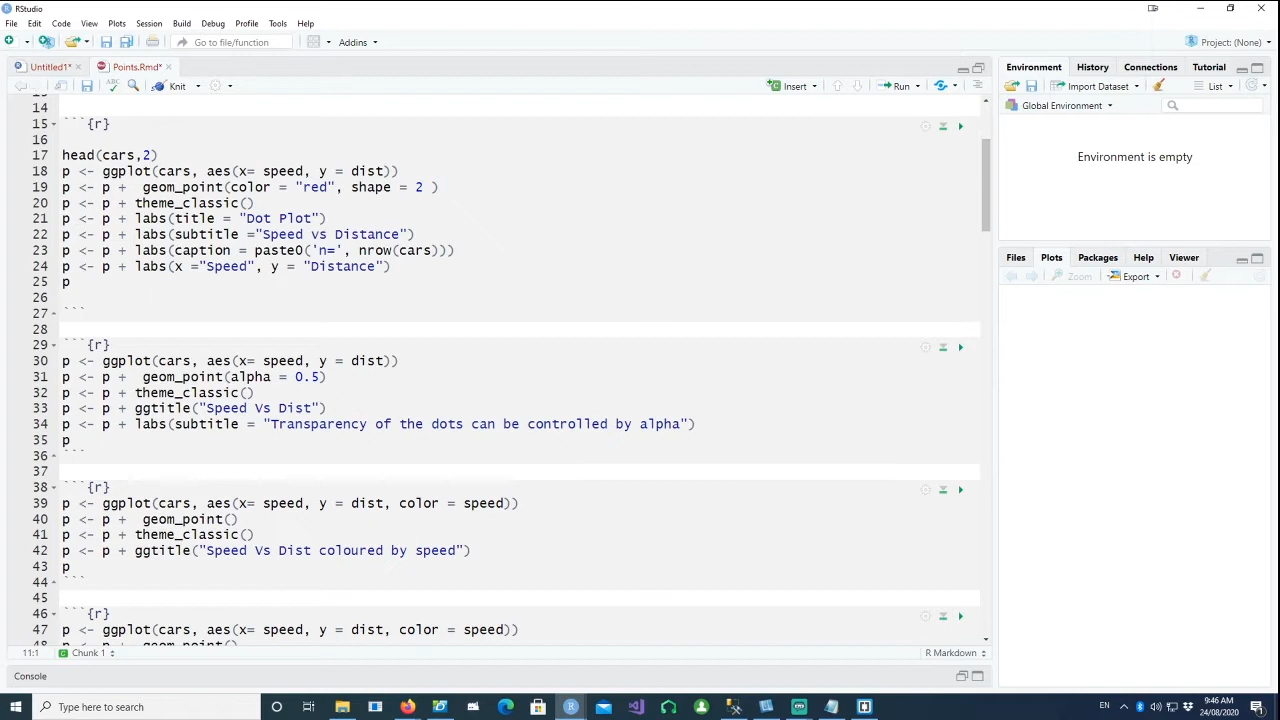 RStudio
File Edit Code View Plots Session Build Debug Profile Tools Help
Go to file/function Addins Project: (None)
Untitled1* Points.Rmd*
Knit Insert Run
14
15 ```{r}
16
17 head(cars,2)
18 p <- ggplot(cars, aes(x= speed, y = dist))
19 p <- p +  geom_point(color = "red", shape = 2 )
20 p <- p + theme_classic()
21 p <- p + labs(title = "Dot Plot")
22 p <- p + labs(subtitle ="Speed vs Distance")
23 p <- p + labs(caption = paste0('n=', nrow(cars)))
24 p <- p + labs(x ="Speed", y = "Distance")
25 p
26
27 ```
28
29 ```{r}
30 p <- ggplot(cars, aes(x= speed, y = dist))
31 p <- p +  geom_point(alpha = 0.5)
32 p <- p + theme_classic()
33 p <- p + ggtitle("Speed Vs Dist")
34 p <- p + labs(subtitle = "Transparency of the dots can be controlled by alpha")
35 p
36 ```
37
38 ```{r}
39 p <- ggplot(cars, aes(x= speed, y = dist, color = speed))
40 p <- p +  geom_point()
41 p <- p + theme_classic()
42 p <- p + ggtitle("Speed Vs Dist coloured by speed")
43 p
44 ```
45
46 ```{r}
47 p <- ggplot(cars, aes(x= speed, y = dist, color = speed))
48 p <- p +  geom_point()
11:1 Chunk 1 R Markdown
Console
Environment History Connections Tutorial
Import Dataset List
Global Environment
Environment is empty
Files Plots Packages Help Viewer
Zoom Export
Type here to search
ENG 9:46 AM
24/08/2020